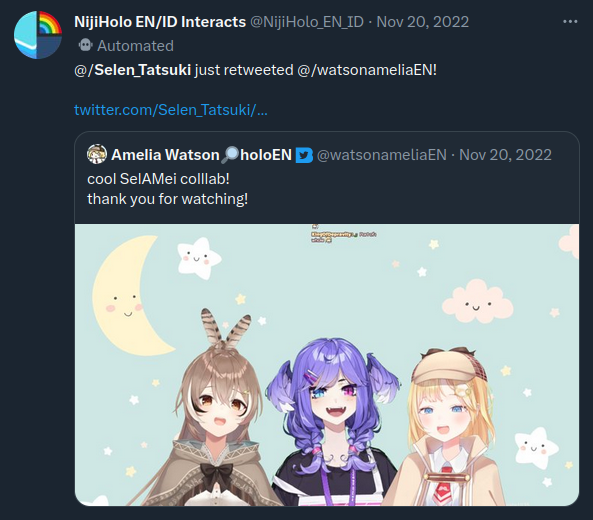 NijiHolo EN/ID Interacts @NijiHolo_EN_ID · Nov 20, 2022
Automated
@/Selen_Tatsuki just retweeted @/watsonameliaEN!
twitter.com/Selen_Tatsuki/...
Amelia Watson🔎holoEN @watsonameliaEN · Nov 20, 2022
cool SelAMei colllab!
thank you for watching!